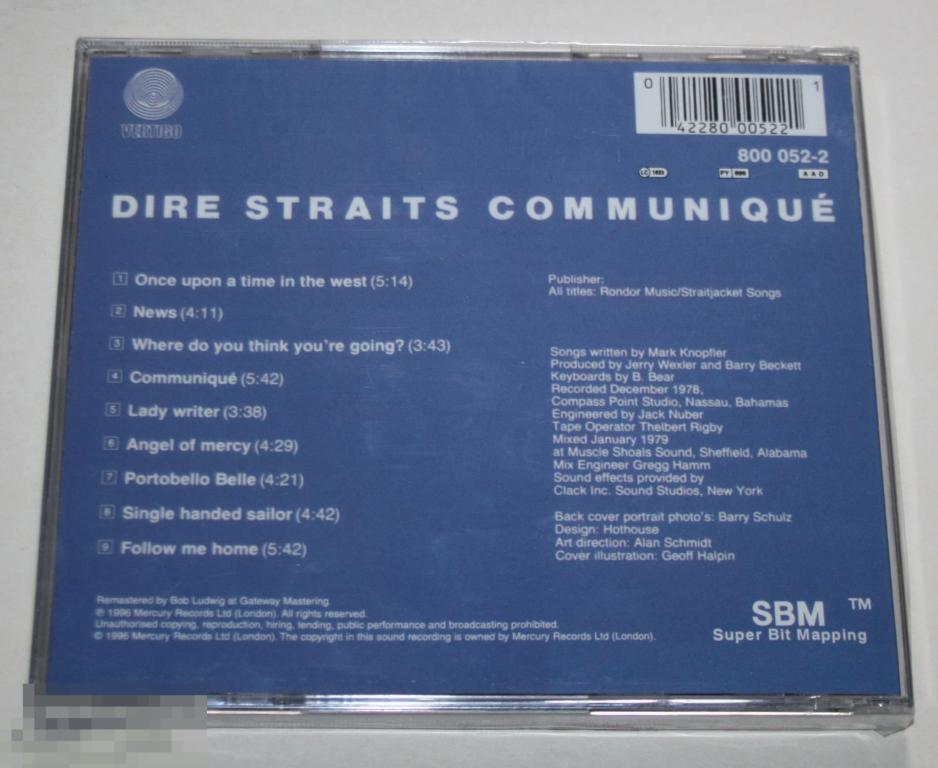 VERTIGO
0 42280 00522 1
800 052-2
LC 1633 PY 900 AAD
DIRE STRAITS COMMUNIQUÉ
1 Once upon a time in the west (5:14)
2 News (4:11)
3 Where do you think you're going? (3:43)
4 Communiqué (5:42)
5 Lady writer (3:38)
6 Angel of mercy (4:29)
7 Portobello Belle (4:21)
8 Single handed sailor (4:42)
9 Follow me home (5:42)
Publisher:
All titles: Rondor Music/Straitjacket Songs
Songs written by Mark Knopfler
Produced by Jerry Wexler and Barry Beckett
Keyboards by B. Bear
Recorded December 1978,
Compass Point Studio, Nassau, Bahamas
Engineered by Jack Nuber
Tape Operator Thelbert Rigby
Mixed January 1979
at Muscle Shoals Sound, Sheffield, Alabama
Mix Engineer Gregg Hamm
Sound effects provided by
Clack Inc. Sound Studios, New York
Back cover portrait photo's: Barry Schulz
Design: Hothouse
Art direction: Alan Schmidt
Cover illustration: Geoff Halpin
Remastered by Bob Ludwig at Gateway Mastering.
℗ 1996 Mercury Records Ltd (London). All rights reserved.
Unauthorised copying, reproduction, hiring, lending, public performance and broadcasting prohibited.
© 1996 Mercury Records Ltd (London). The copyright in this sound recording is owned by Mercury Records Ltd (London).
SBM TM
Super Bit Mapping